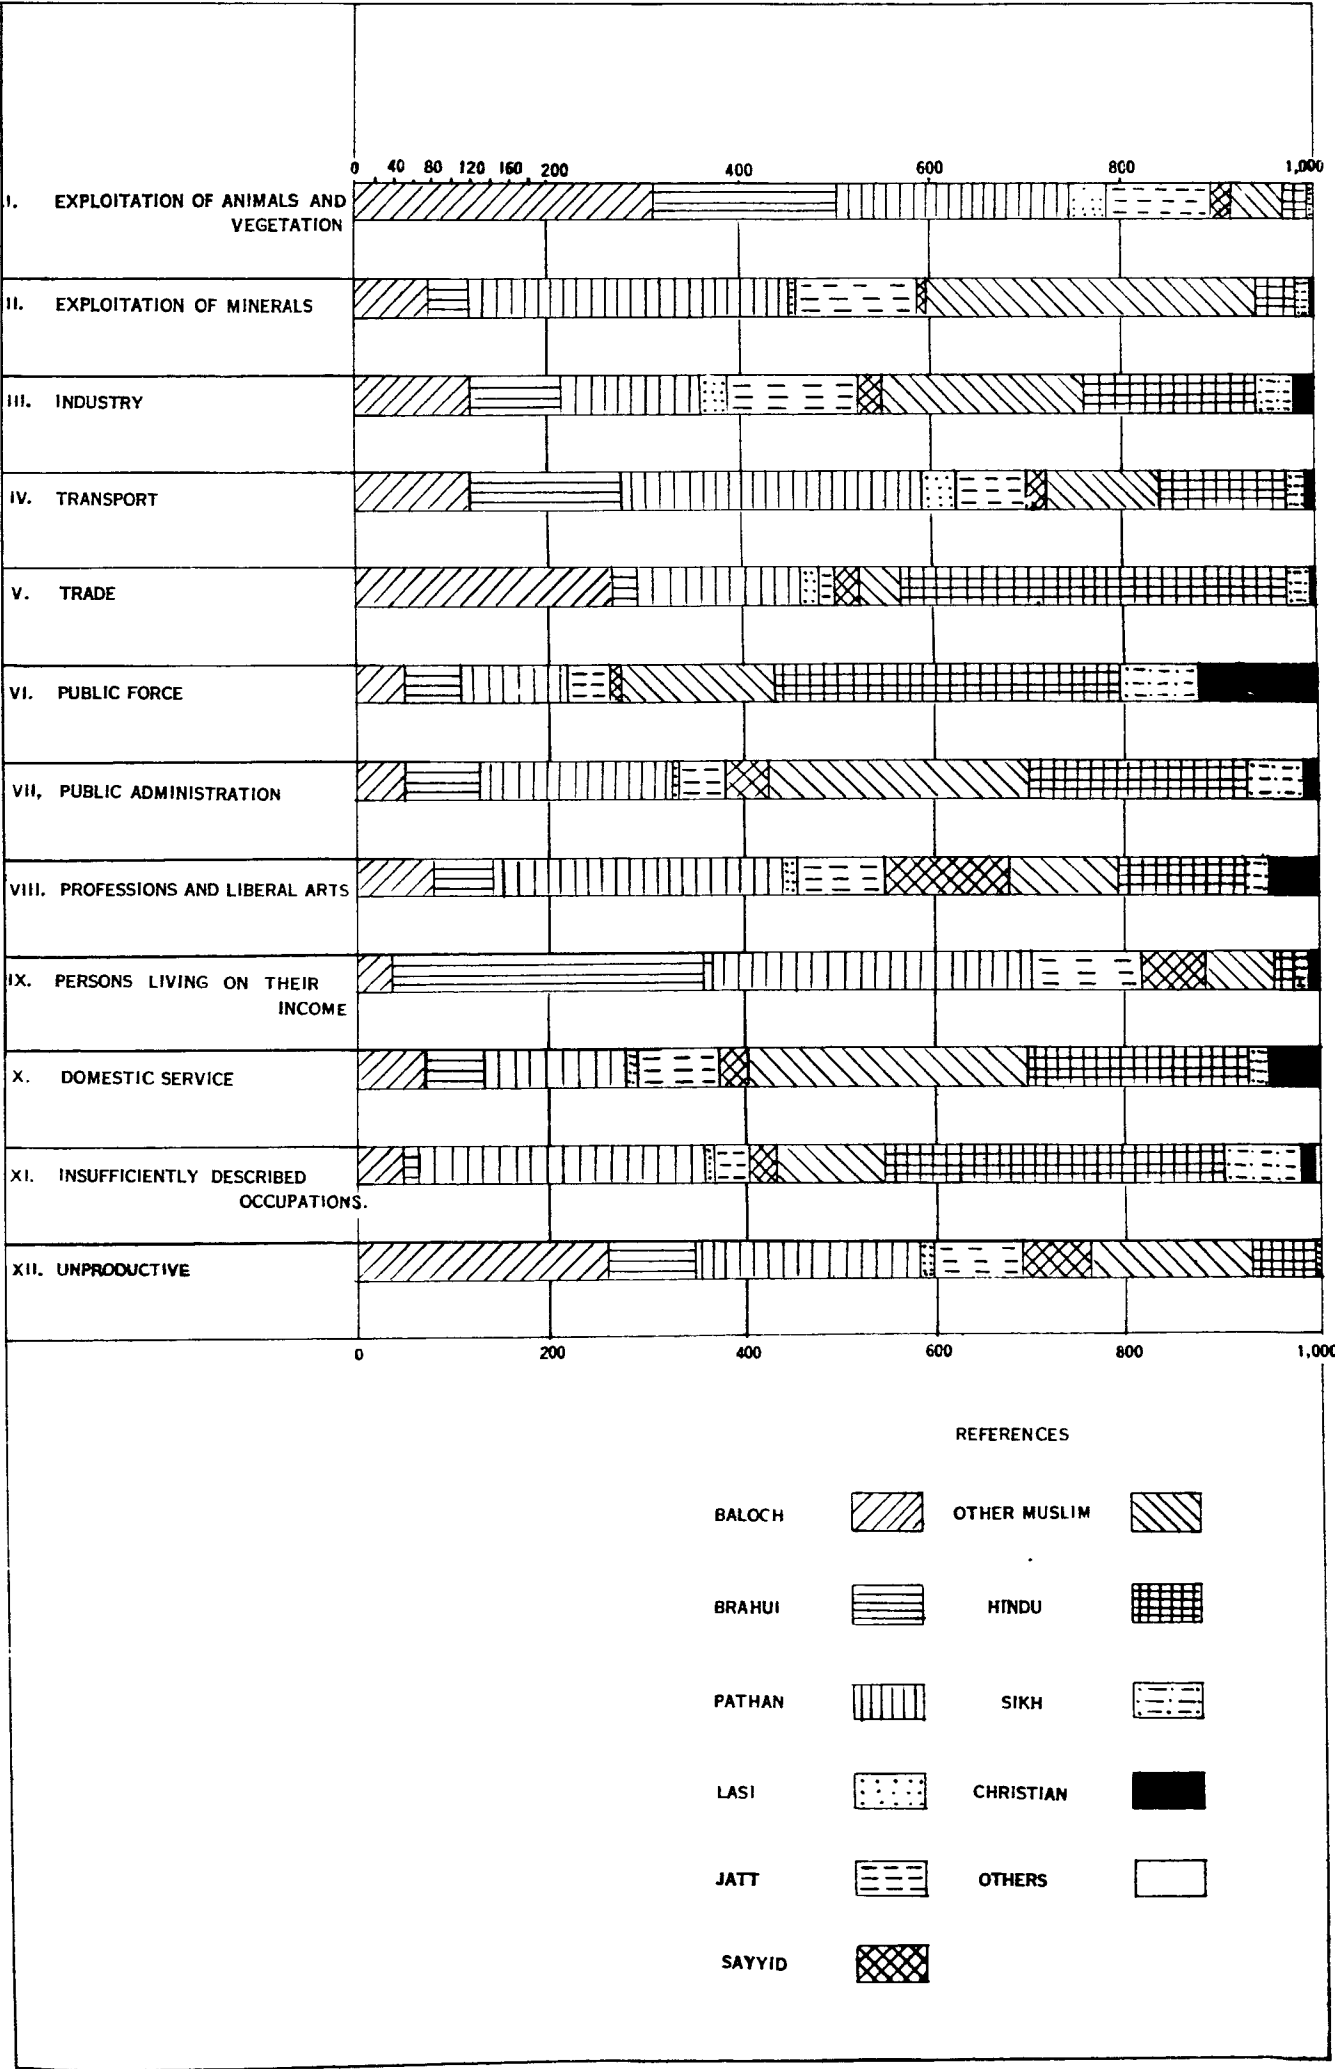 0 40 80 120 160 200 400 600 800 1,000
I. EXPLOITATION OF ANIMALS AND
VEGETATION
II. EXPLOITATION OF MINERALS
III. INDUSTRY
IV. TRANSPORT
V. TRADE
VI. PUBLIC FORCE
VII. PUBLIC ADMINISTRATION
VIII. PROFESSIONS AND LIBERAL ARTS
IX. PERSONS LIVING ON THEIR
INCOME
X. DOMESTIC SERVICE
XI. INSUFFICIENTLY DESCRIBED
OCCUPATIONS.
XII. UNPRODUCTIVE
0 200 400 600 800 1,000
REFERENCES
BALOCH OTHER MUSLIM
BRAHUI HINDU
PATHAN SIKH
LASI CHRISTIAN
JATT OTHERS
SAYYID